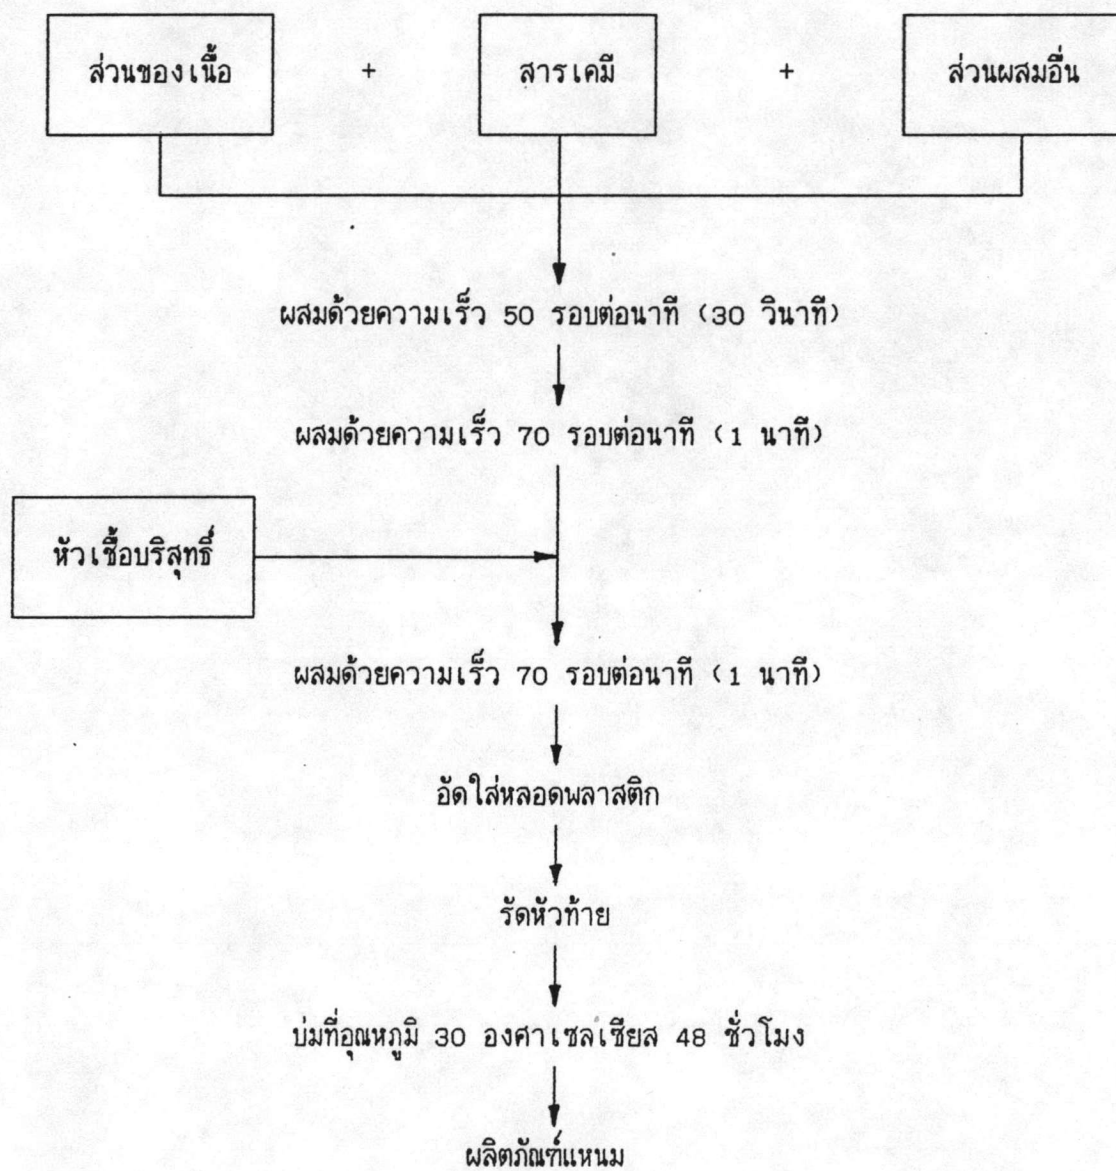 ส่วนของเนื้อ + สารเคมี + ส่วนผสมอื่น
ผสมด้วยความเร็ว 50 รอบต่อนาที (30 วินาที)
ผสมด้วยความเร็ว 70 รอบต่อนาที (1 นาที)
หัวเชื้อบริสุทธิ์
ผสมด้วยความเร็ว 70 รอบต่อนาที (1 นาที)
อัดใส่หลอดพลาสติก
รัดหัวท้าย
บ่มที่อุณหภูมิ 30 องศาเซลเซียส 48 ชั่วโมง
ผลิตภัณฑ์แหนม